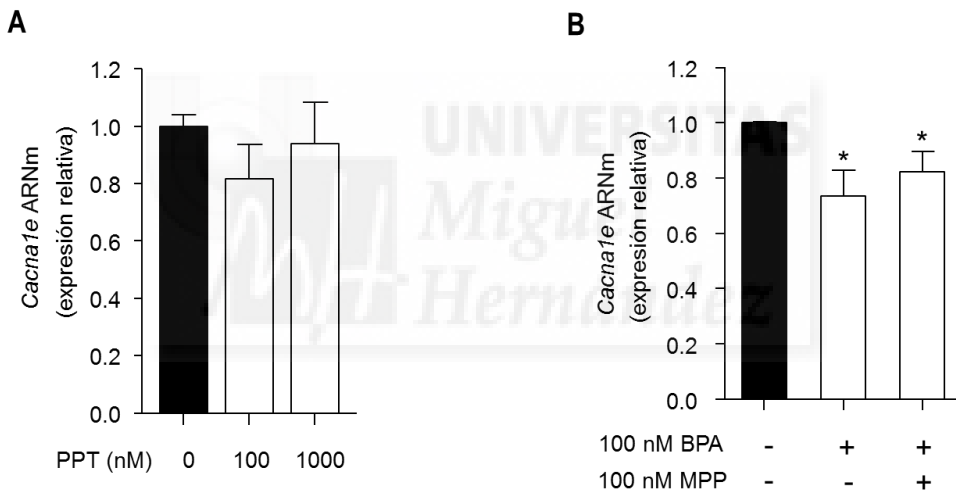 A
Cacna1e ARNm
(expresión relativa)
1.2
1.0
0.8
0.6
0.4
0.2
0.0
PPT (nM) 0 100 1000
B
Cacna1e ARNm
(expresión relativa)
1.2
1.0
0.8
0.6
0.4
0.2
0.0
* *
100 nM BPA - + +
100 nM MPP - - +
UNIVERSITAS
Miguel
Hernández